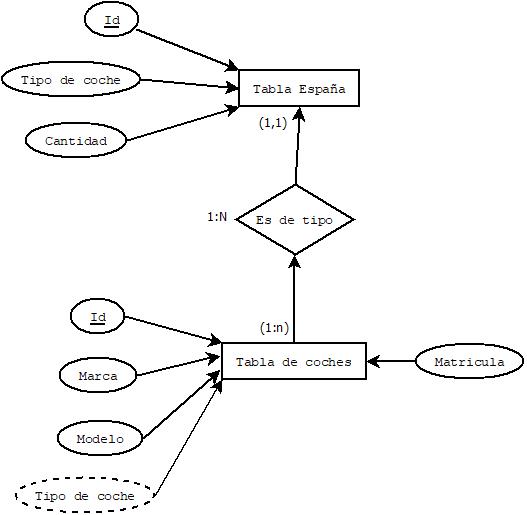 Id
Tipo de coche
Tabla España
Cantidad
(1,1)
1:N
Es de tipo
Id
(1:n)
Tabla de coches
Matricula
Marca
Modelo
Tipo de coche